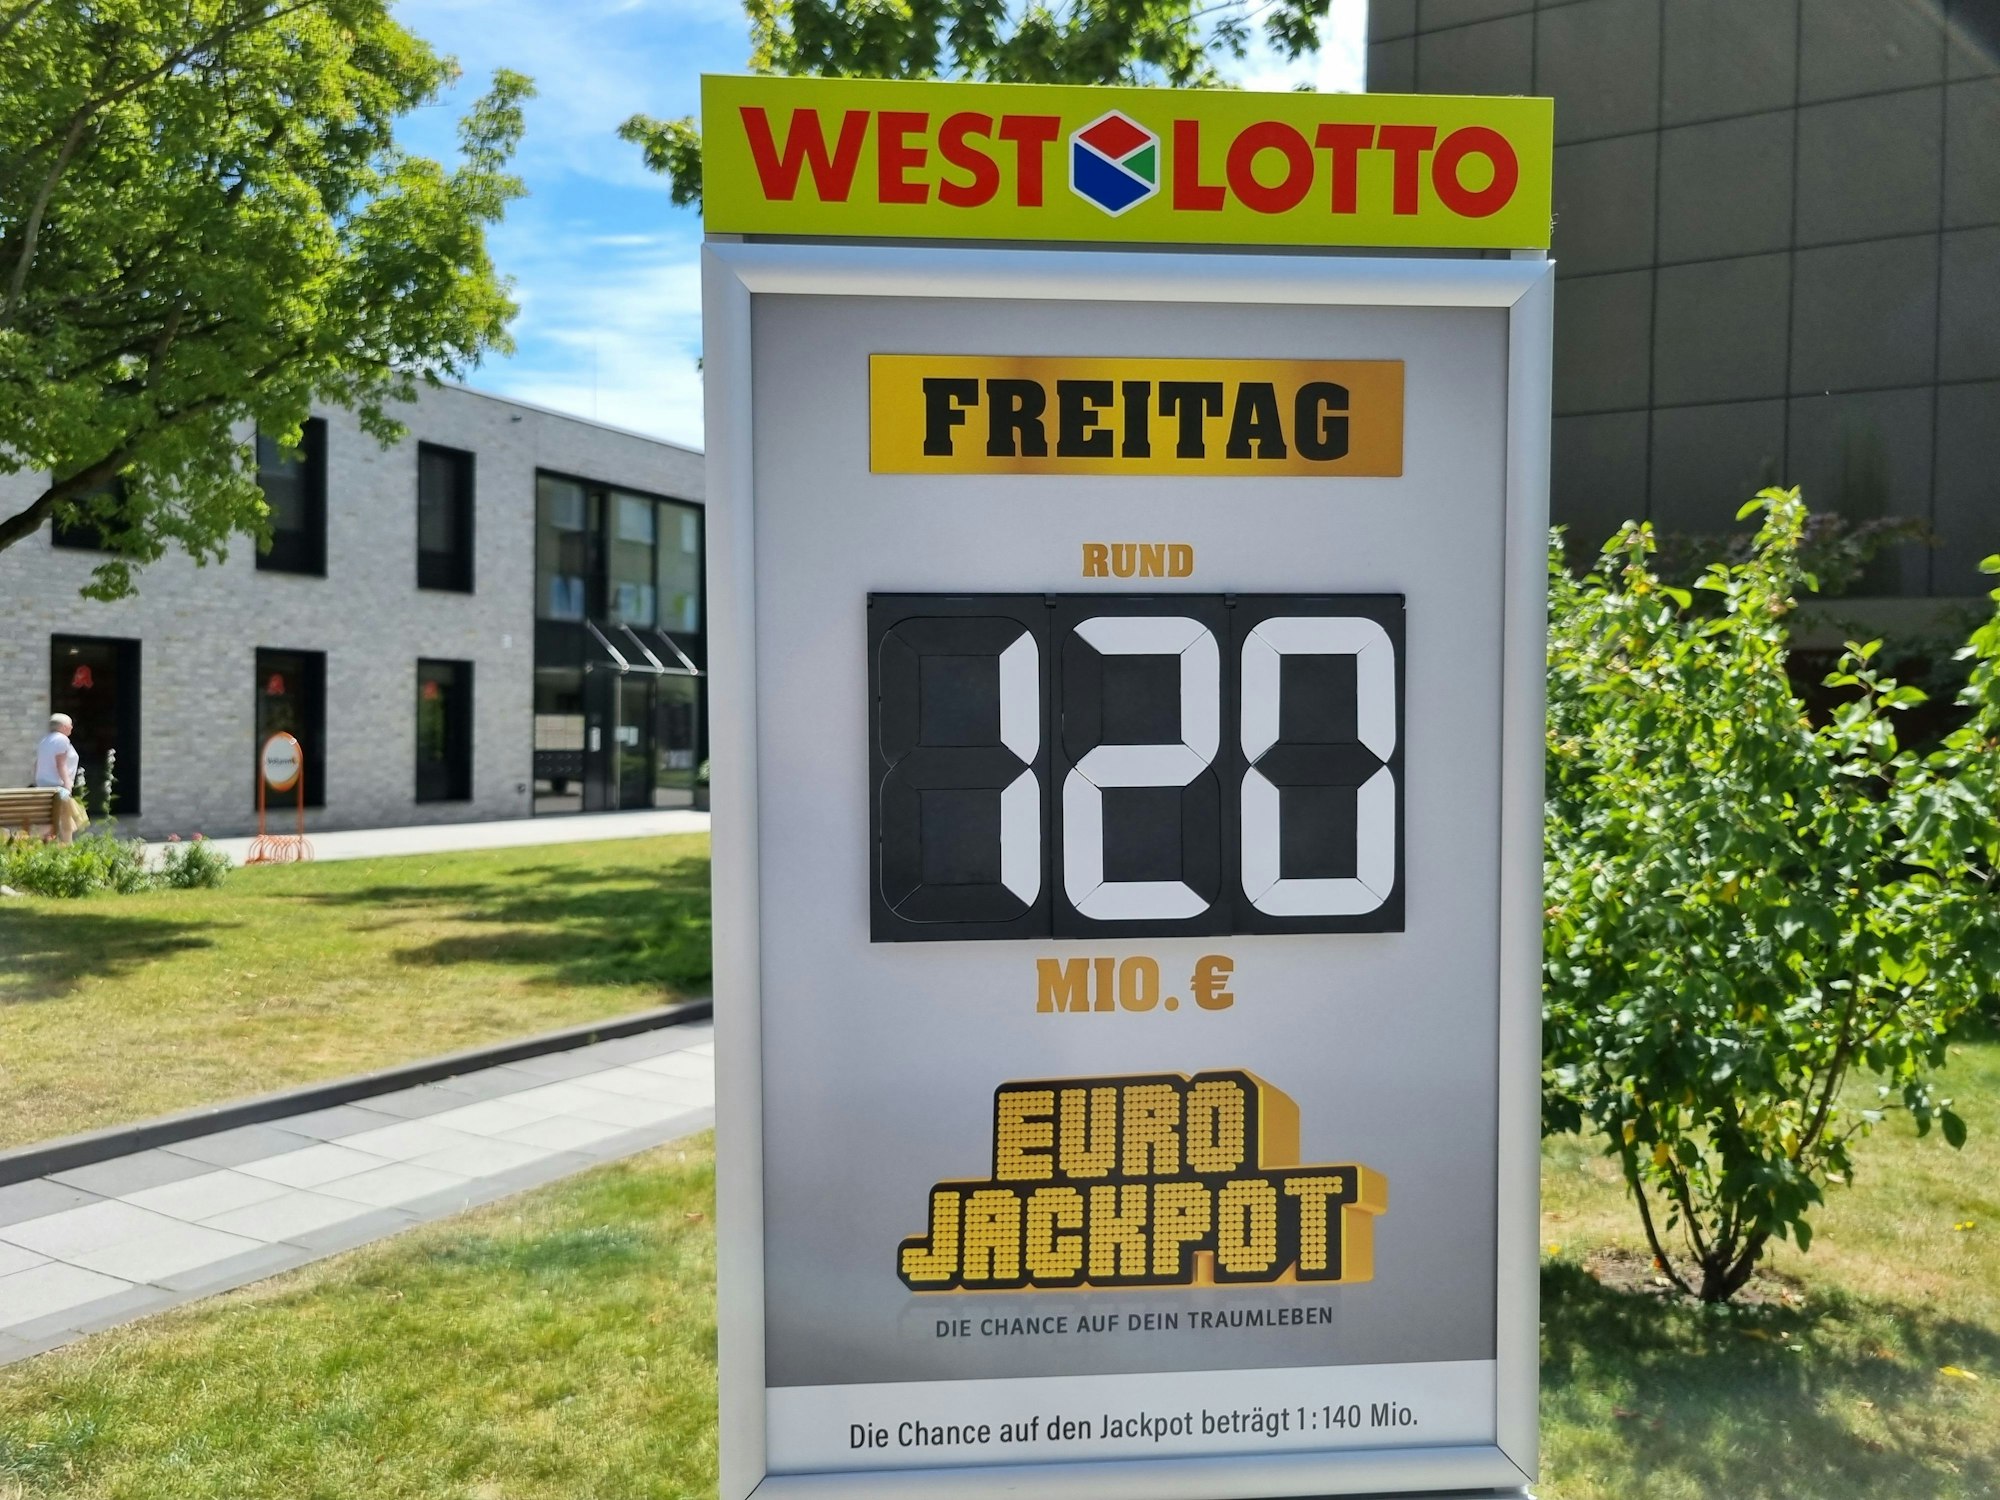 WEST LOTTO
FREITAG
RUND
120
MIO. €
EURO
JACKPOT
DIE CHANCE AUF DEIN TRAUMLEBEN
Die Chance auf den Jackpot beträgt 1:140 Mio.